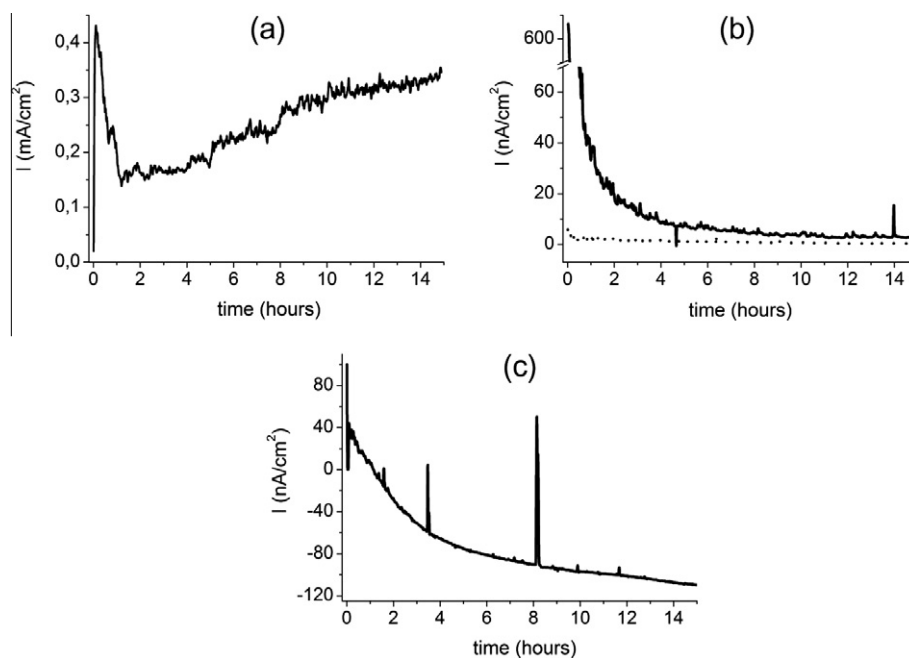 (a)
0,4
0,3
0,2
0,1
0,0
I (mA/cm²)
0 2 4 6 8 10 12 14
time (hours)
(b)
600
60
40
20
0
I (nA/cm²)
0 2 4 6 8 10 12 14
time (hours)
(c)
80
40
0
-40
-80
-120
I (nA/cm²)
0 2 4 6 8 10 12 14
time (hours)